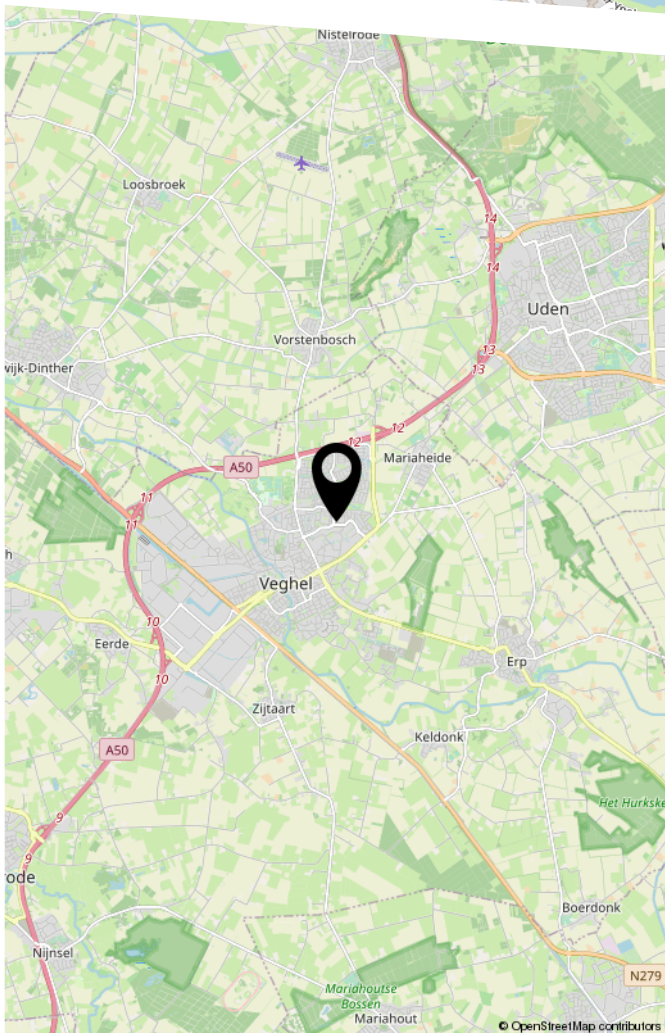 Nistelrode
Loosbroek
14
14
Uden
Vorstenbosch
13
13
wijk-Dinther
12
12
Mariaheide
A50
11
11
Veghel
10
Eerde
Erp
10
Zijtaart
Keldonk
A50
9
Het Hurkske
9
rode
Boerdonk
Nijnsel
N279
Mariahoutse
Bossen
Mariahout
© OpenStreetMap contributors